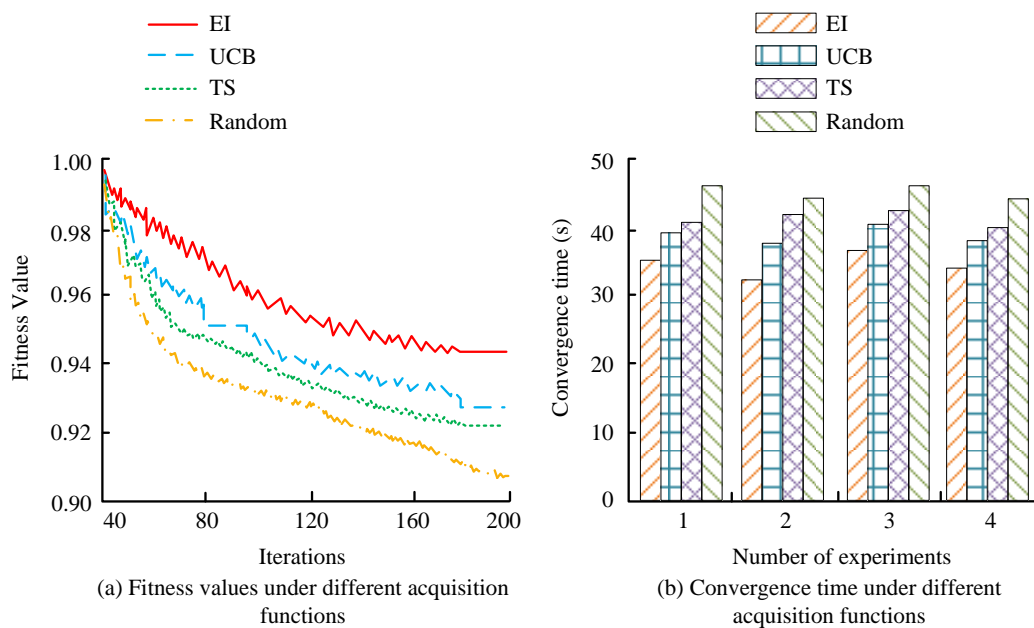 EI
UCB
TS
Random
1.00
0.98
0.96
0.94
0.92
0.90
Fitness Value
40
80
120
160
200
Iterations
(a) Fitness values under different acquisition
functions
EI
UCB
TS
Random
50
40
30
20
10
0
Convergence time (s)
1
2
3
4
Number of experiments
(b) Convergence time under different
acquisition functions